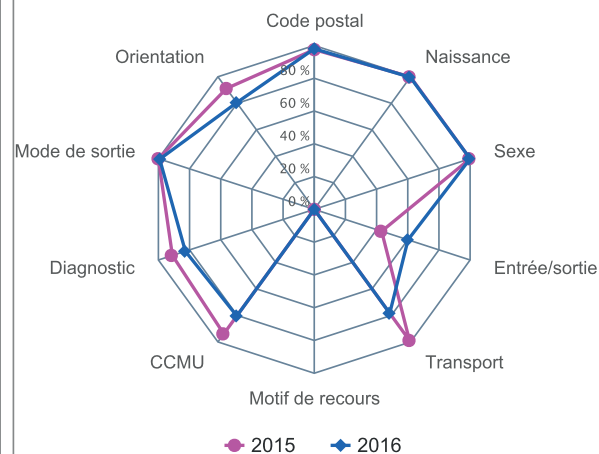 Code postal
Orientation
Naissance
80 %
60 %
40 %
20 %
0 %
Mode de sortie
Sexe
Diagnostic
Entrée/sortie
CCMU
Transport
Motif de recours
2015 2016